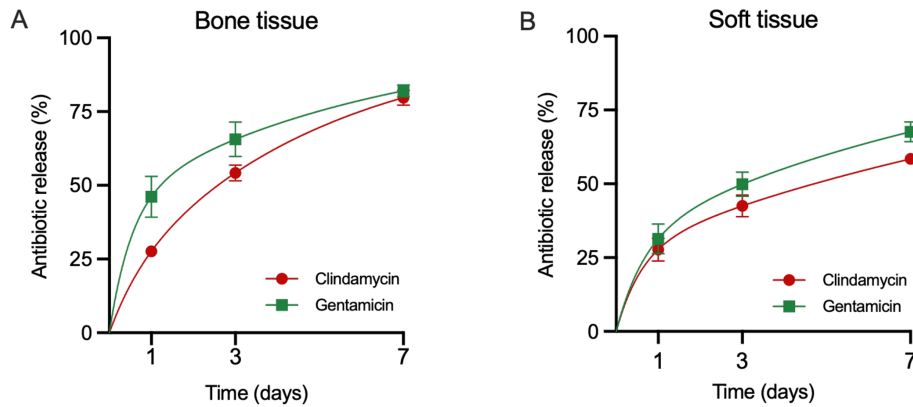 A
Bone tissue
100
75
50
25
0
Antibiotic release (%)
Clindamycin
Gentamicin
1 3 7
Time (days)
B
Soft tissue
100
75
50
25
0
Antibiotic release (%)
Clindamycin
Gentamicin
1 3 7
Time (days)